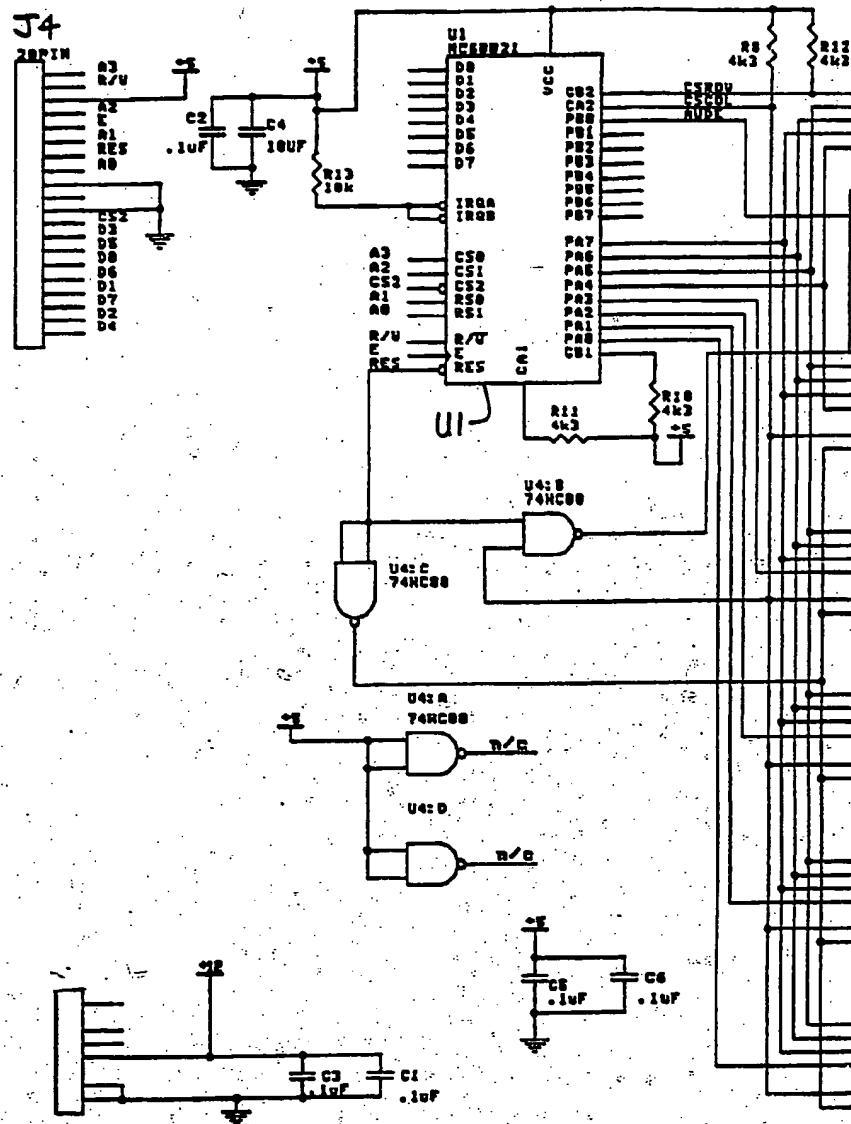 J4
20PIN
A3
R/W
A2
E
A1
RES
A0
CS2
D3
D5
D0
D6
D1
D7
D2
D4
+5
C2
.1uF
C4
10UF
+5
R13
10k
U1
MC68B21
D0
D1
D2
D3
D4
D5
D6
D7
IRQA
IRQB
A3 CS0
A2 CS1
CS2 CS2
A1 RS0
A0 RS1
R/W R/W
E E
RES RES
VCC
CA1
CB2 CSROW
CA2 CSCOL
PB0
PB1
PB2
PB3
PB4
PB5
PB6
PB7
PA7
PA6
PA5
PA4
PA3
PA2
PA1
PA0
CB1
R8
4k3
R12
4k3
U1
R11
4k3
R10
4k3
+5
U4:B
74HC00
U4:C
74HC00
U4:A
74HC00
+5
n/c
U4:D
n/c
+5
C5
.1uF
C6
.1uF
+12
C3
.1uF
C1
.1uF